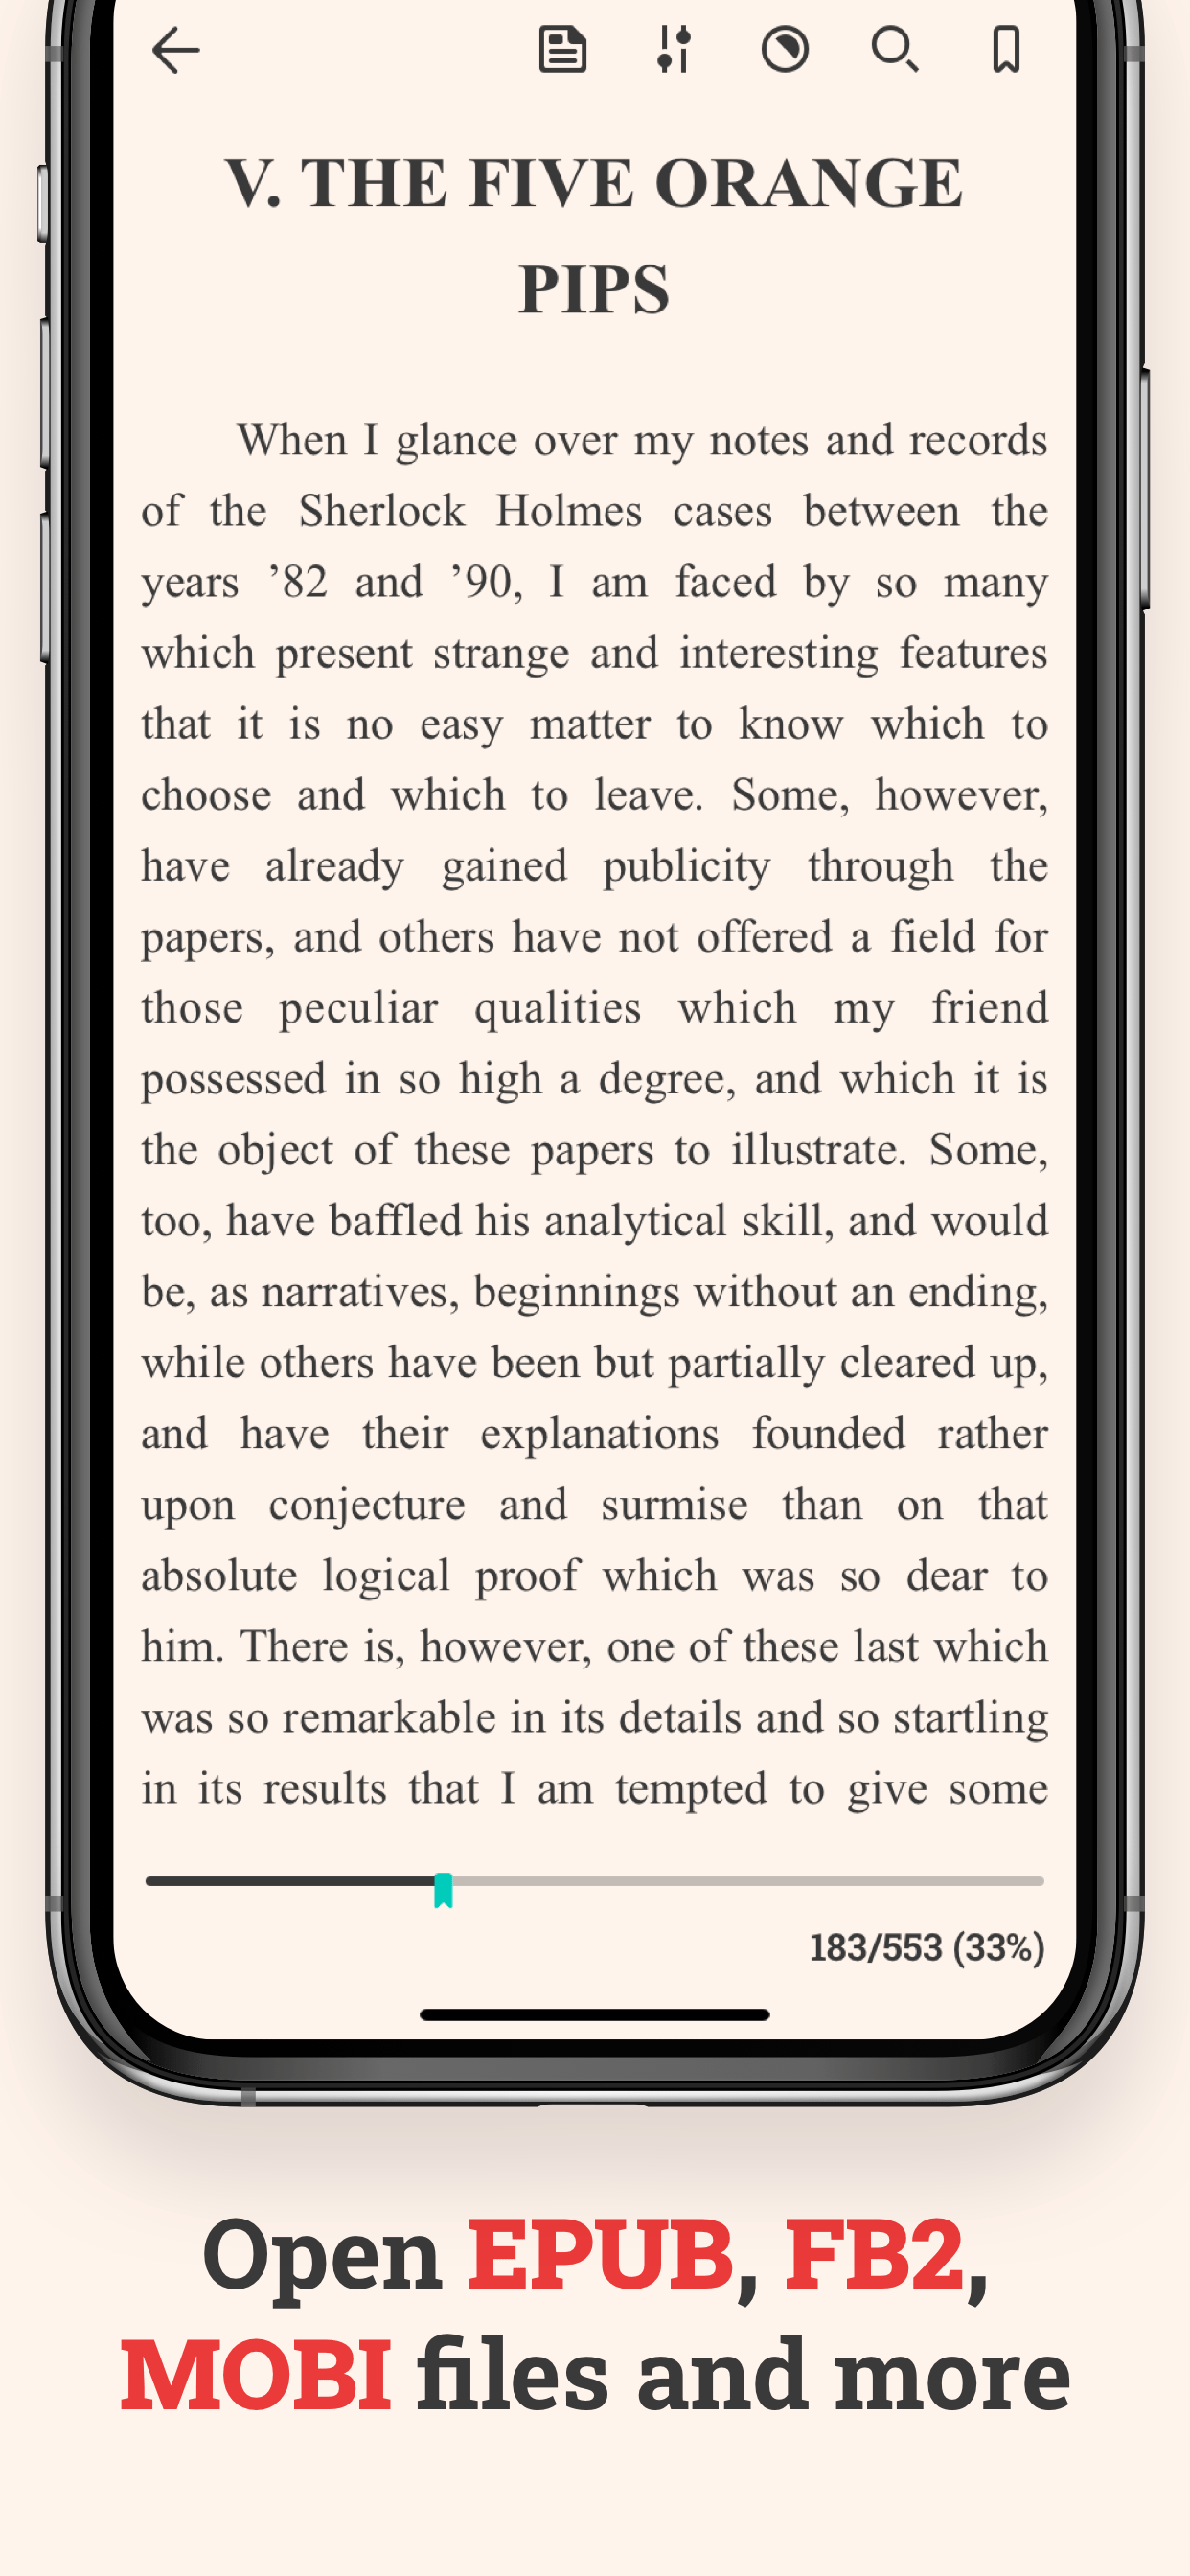 V. THE FIVE ORANGE
PIPS
When I glance over my notes and records
of the Sherlock Holmes cases between the
years ’82 and ’90, I am faced by so many
which present strange and interesting features
that it is no easy matter to know which to
choose and which to leave. Some, however,
have already gained publicity through the
papers, and others have not offered a field for
those peculiar qualities which my friend
possessed in so high a degree, and which it is
the object of these papers to illustrate. Some,
too, have baffled his analytical skill, and would
be, as narratives, beginnings without an ending,
while others have been but partially cleared up,
and have their explanations founded rather
upon conjecture and surmise than on that
absolute logical proof which was so dear to
him. There is, however, one of these last which
was so remarkable in its details and so startling
in its results that I am tempted to give some
183/553 (33%)
Open EPUB, FB2,
MOBI files and more